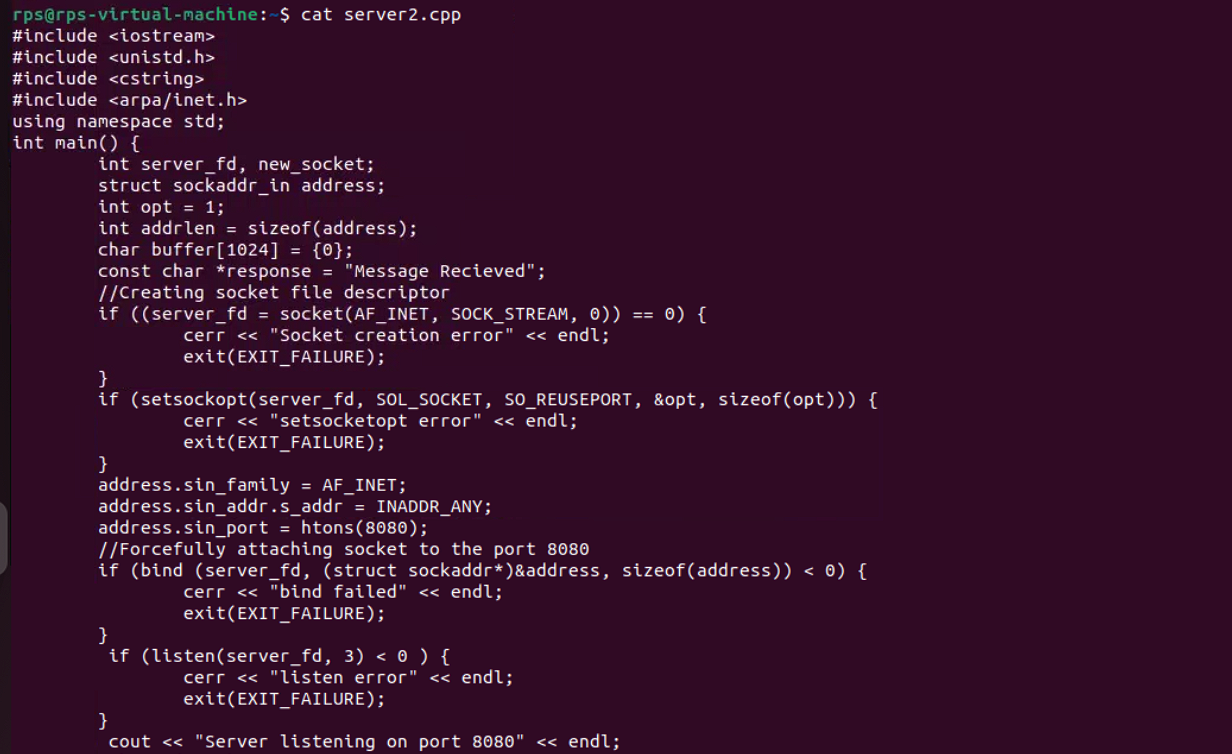 rps@rps-virtual-machine:~$ cat server2.cpp
#include <iostream>
#include <unistd.h>
#include <cstring>
#include <arpa/inet.h>
using namespace std;
int main() {
        int server_fd, new_socket;
        struct sockaddr_in address;
        int opt = 1;
        int addrlen = sizeof(address);
        char buffer[1024] = {0};
        const char *response = "Message Recieved";
        //Creating socket file descriptor
        if ((server_fd = socket(AF_INET, SOCK_STREAM, 0)) == 0) {
                cerr << "Socket creation error" << endl;
                exit(EXIT_FAILURE);
        }
        if (setsockopt(server_fd, SOL_SOCKET, SO_REUSEPORT, &opt, sizeof(opt))) {
                cerr << "setsocketopt error" << endl;
                exit(EXIT_FAILURE);
        }
        address.sin_family = AF_INET;
        address.sin_addr.s_addr = INADDR_ANY;
        address.sin_port = htons(8080);
        //Forcefully attaching socket to the port 8080
        if (bind (server_fd, (struct sockaddr*)&address, sizeof(address)) < 0) {
                cerr << "bind failed" << endl;
                exit(EXIT_FAILURE);
        }
         if (listen(server_fd, 3) < 0 ) {
                cerr << "listen error" << endl;
                exit(EXIT_FAILURE);
        }
         cout << "Server listening on port 8080" << endl;